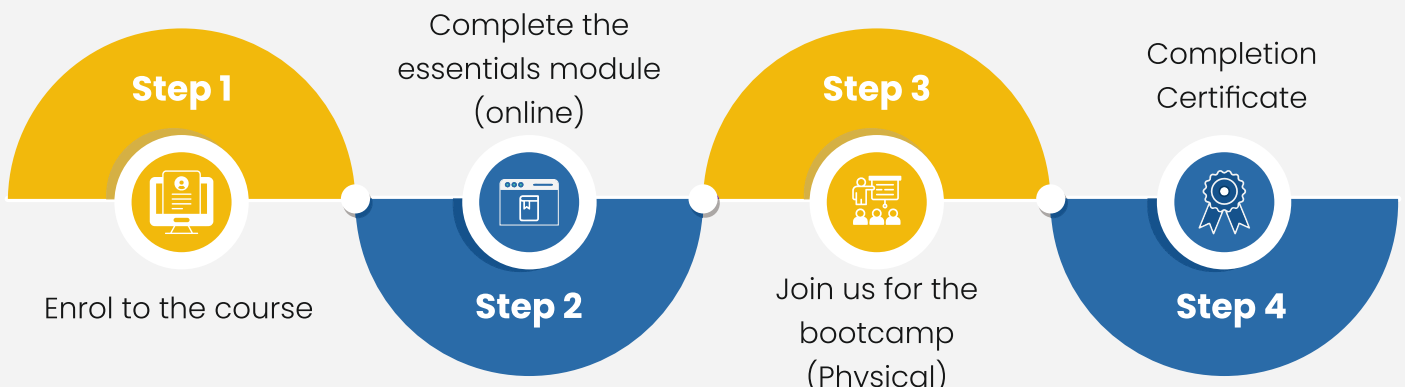 Step 1
Enrol to the course
Complete the
essentials module
(online)
Step 2
Step 3
Join us for the
bootcamp
(Physical)
Completion
Certificate
Step 4